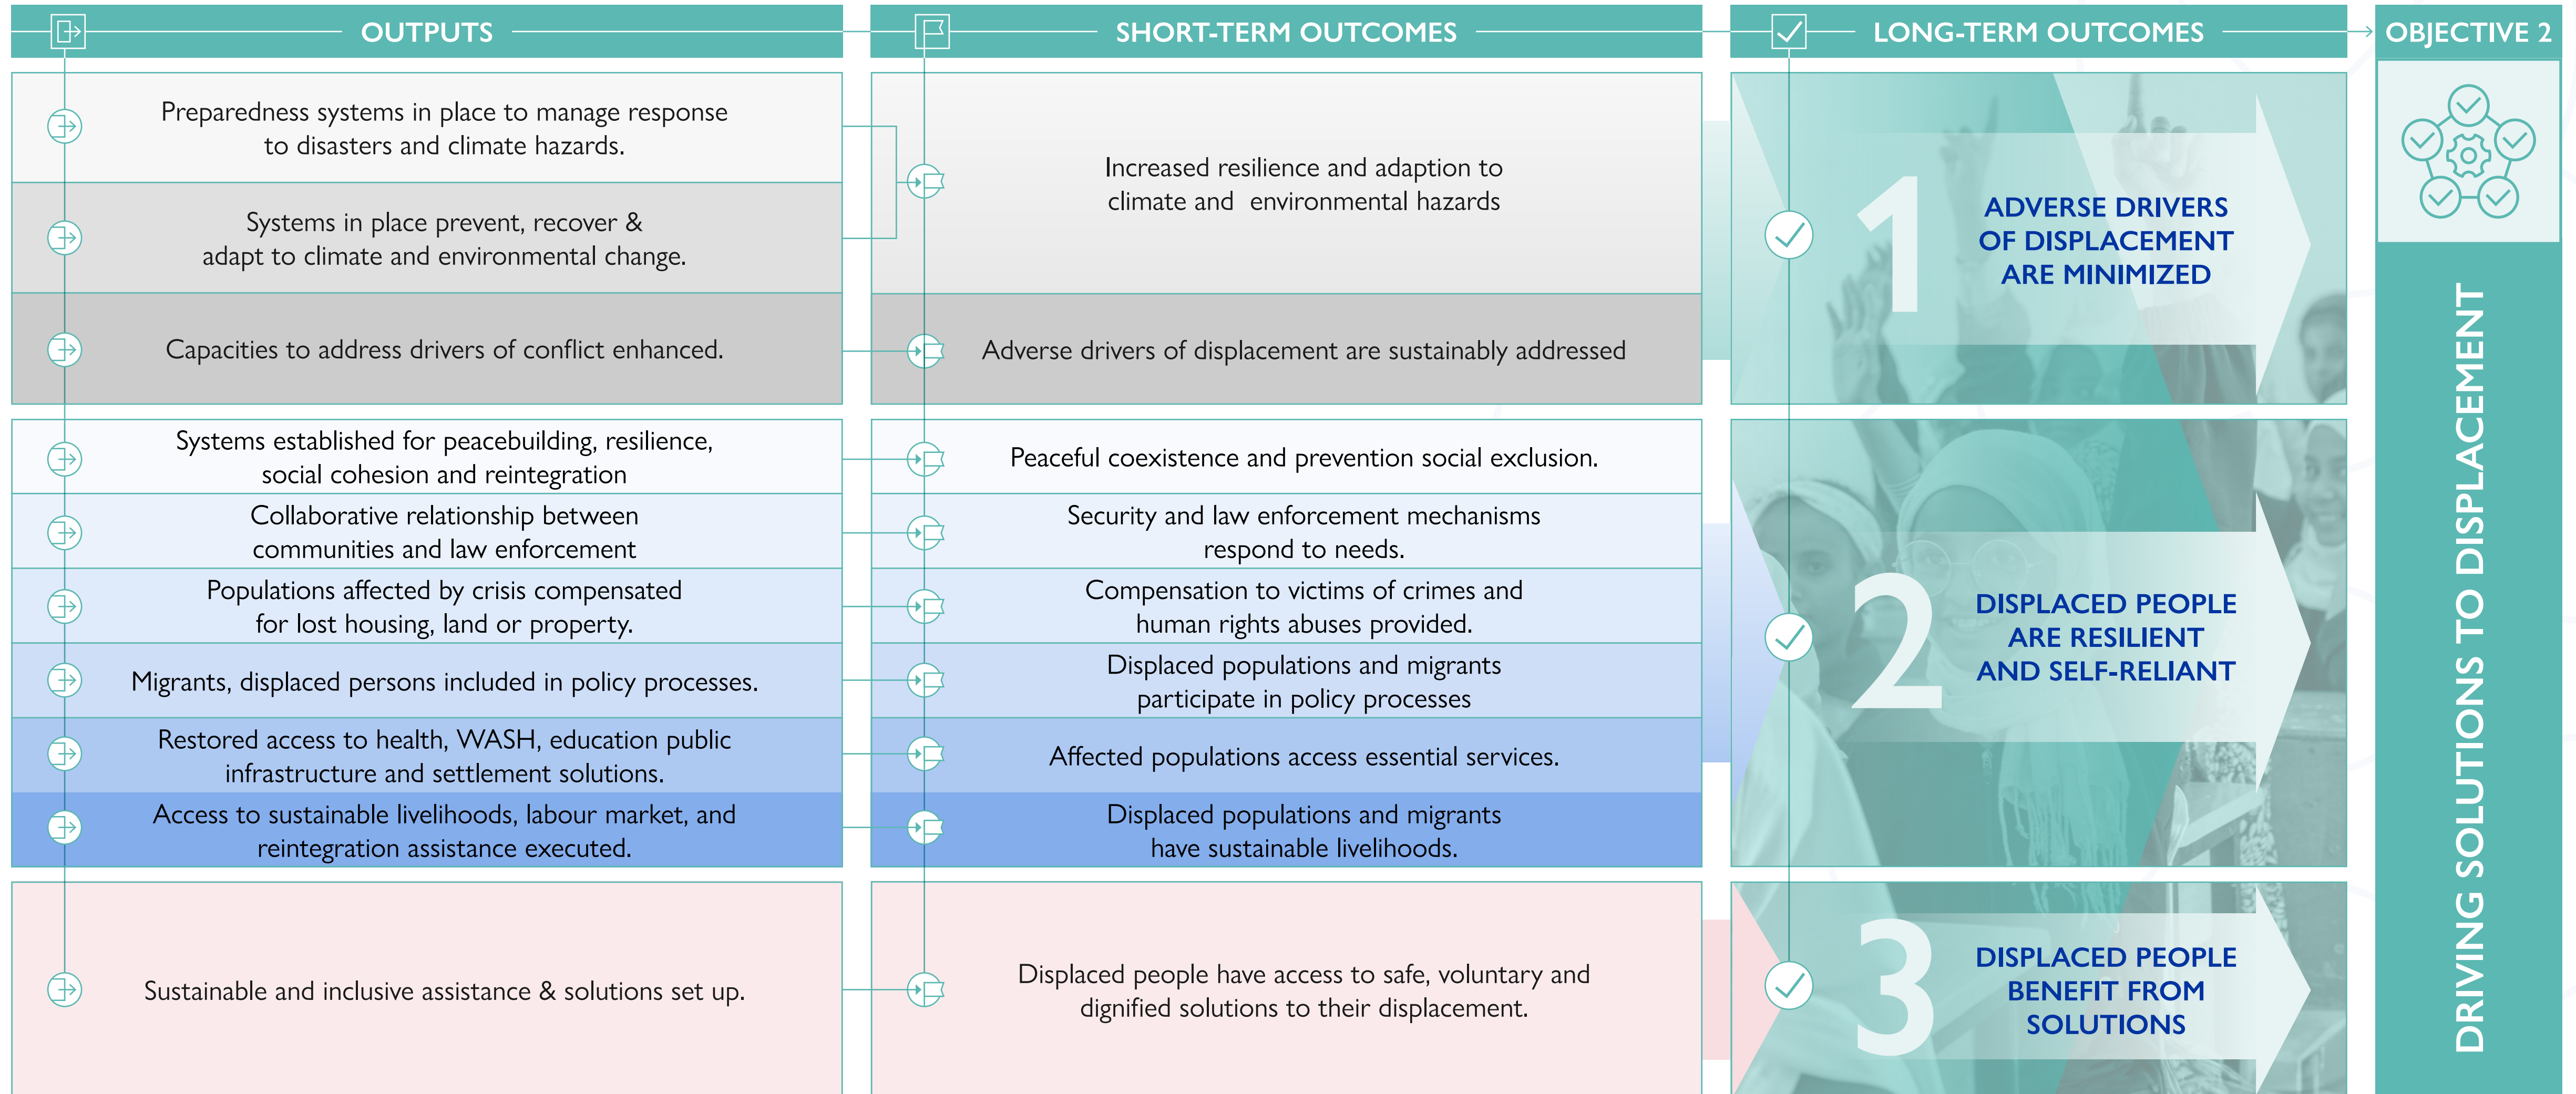 OUTPUTS
SHORT-TERM OUTCOMES
LONG-TERM OUTCOMES
OBJECTIVE 2
Preparedness systems in place to manage response
to disasters and climate hazards.
Systems in place prevent, recover &
adapt to climate and environmental change.
Capacities to address drivers of conflict enhanced.
Increased resilience and adaption to
climate and environmental hazards
Adverse drivers of displacement are sustainably addressed
1
ADVERSE DRIVERS
OF DISPLACEMENT
ARE MINIMIZED
Systems established for peacebuilding, resilience,
social cohesion and reintegration
Collaborative relationship between
communities and law enforcement
Populations affected by crisis compensated
for lost housing, land or property.
Migrants, displaced persons included in policy processes.
Restored access to health, WASH, education public
infrastructure and settlement solutions.
Access to sustainable livelihoods, labour market, and
reintegration assistance executed.
Peaceful coexistence and prevention social exclusion.
Security and law enforcement mechanisms
respond to needs.
Compensation to victims of crimes and
human rights abuses provided.
Displaced populations and migrants
participate in policy processes
Affected populations access essential services.
Displaced populations and migrants
have sustainable livelihoods.
2
DISPLACED PEOPLE
ARE RESILIENT
AND SELF-RELIANT
Sustainable and inclusive assistance & solutions set up.
Displaced people have access to safe, voluntary and
dignified solutions to their displacement.
3
DISPLACED PEOPLE
BENEFIT FROM
SOLUTIONS
DRIVING SOLUTIONS TO DISPLACEMENT